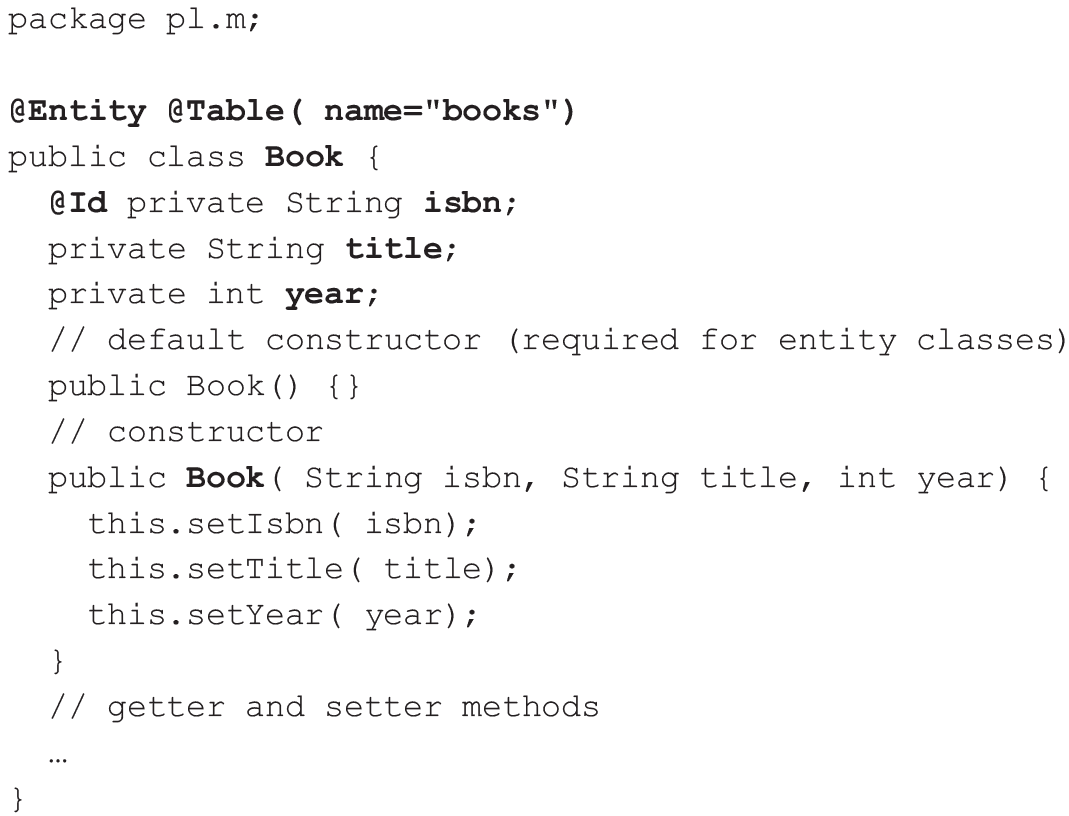 package pl.m;
@Entity @Table( name="books")
public class Book {
@Id private String isbn;
private String title;
private int year;
// default constructor (required for entity classes)
public Book() {}
// constructor
public Book( String isbn, String title, int year) {
this.setIsbn( isbn);
this.setTitle( title);
this.setYear( year);
}
// getter and setter methods
…
}